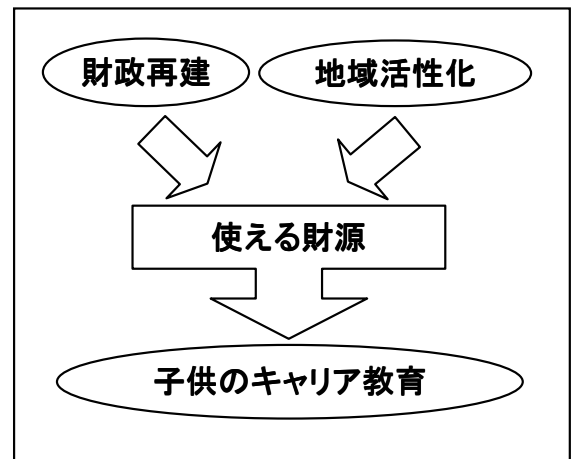 財政再建
地域活性化
使える財源
子供のキャリア教育